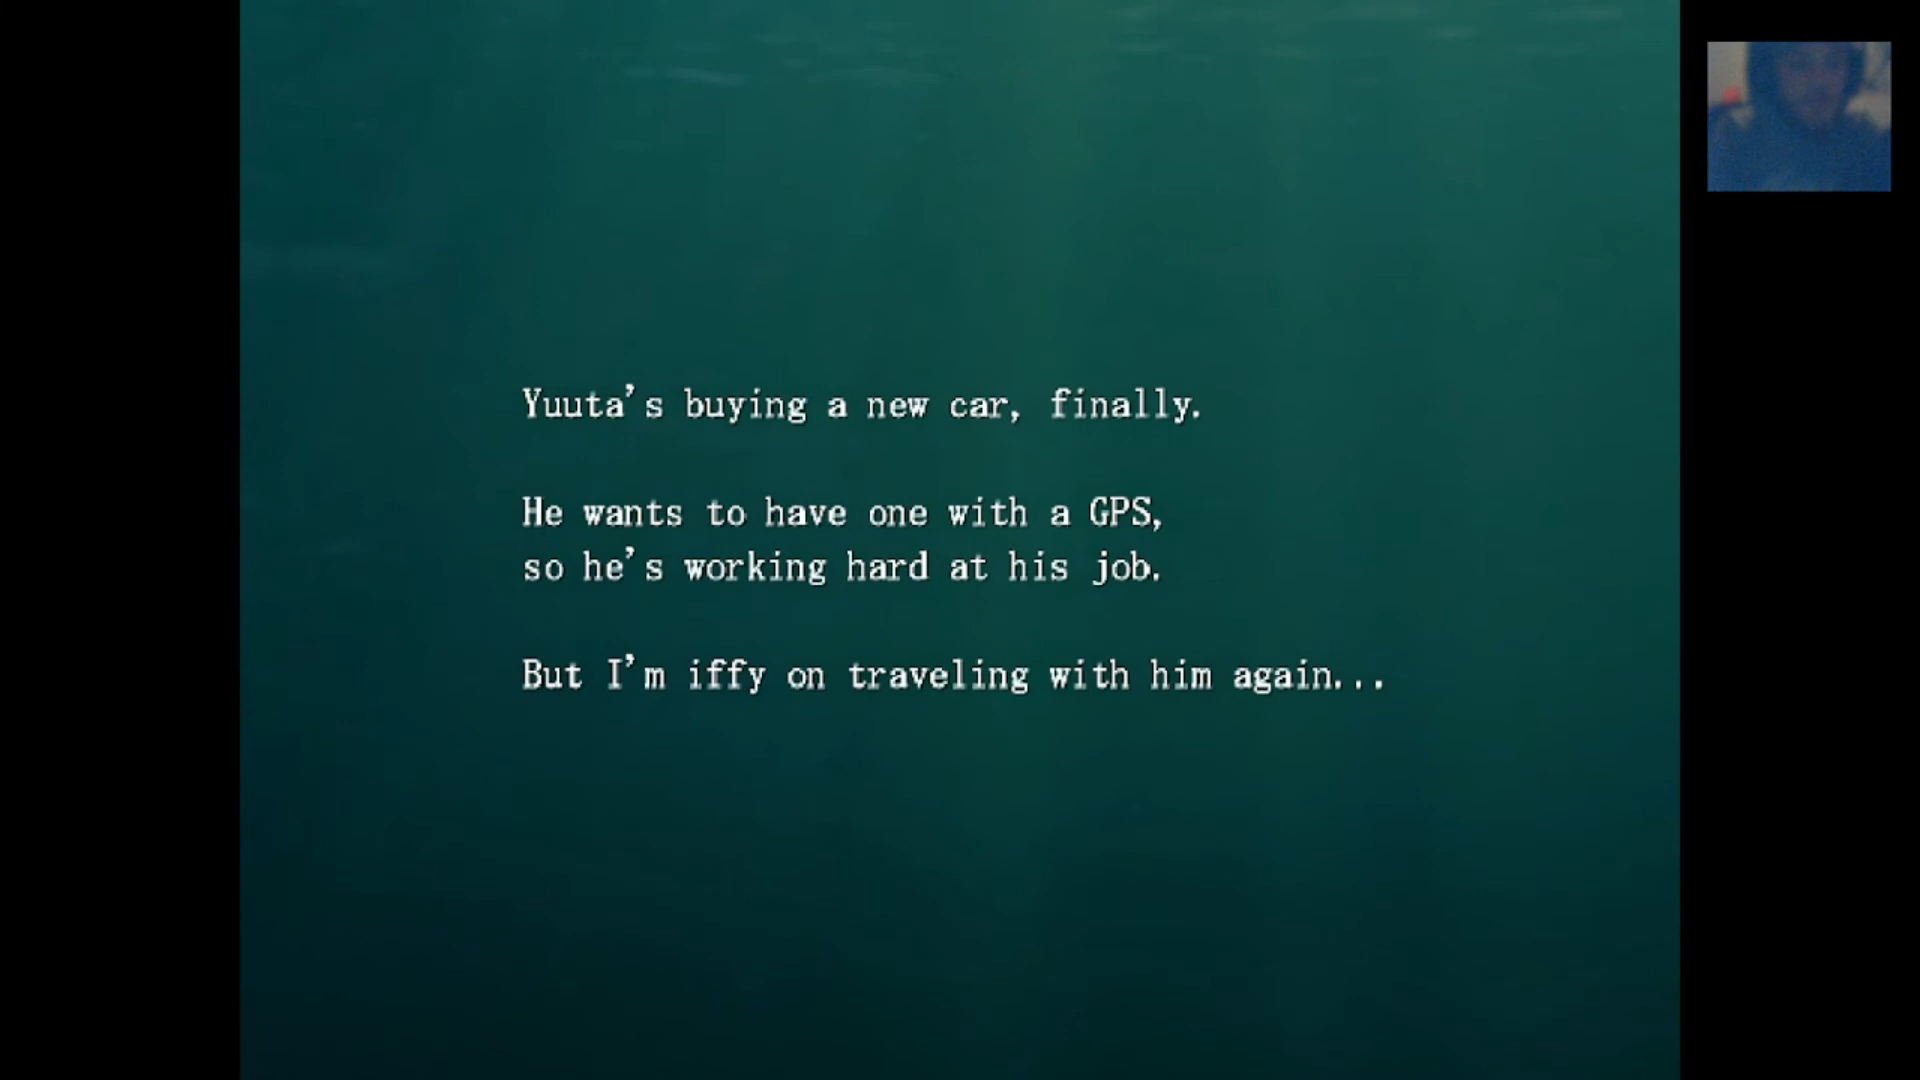 Yuuta's buying a new car, finally.
He wants to have one with a GPS,
so he's working hard at his job.
But I'm iffy on traveling with him again...